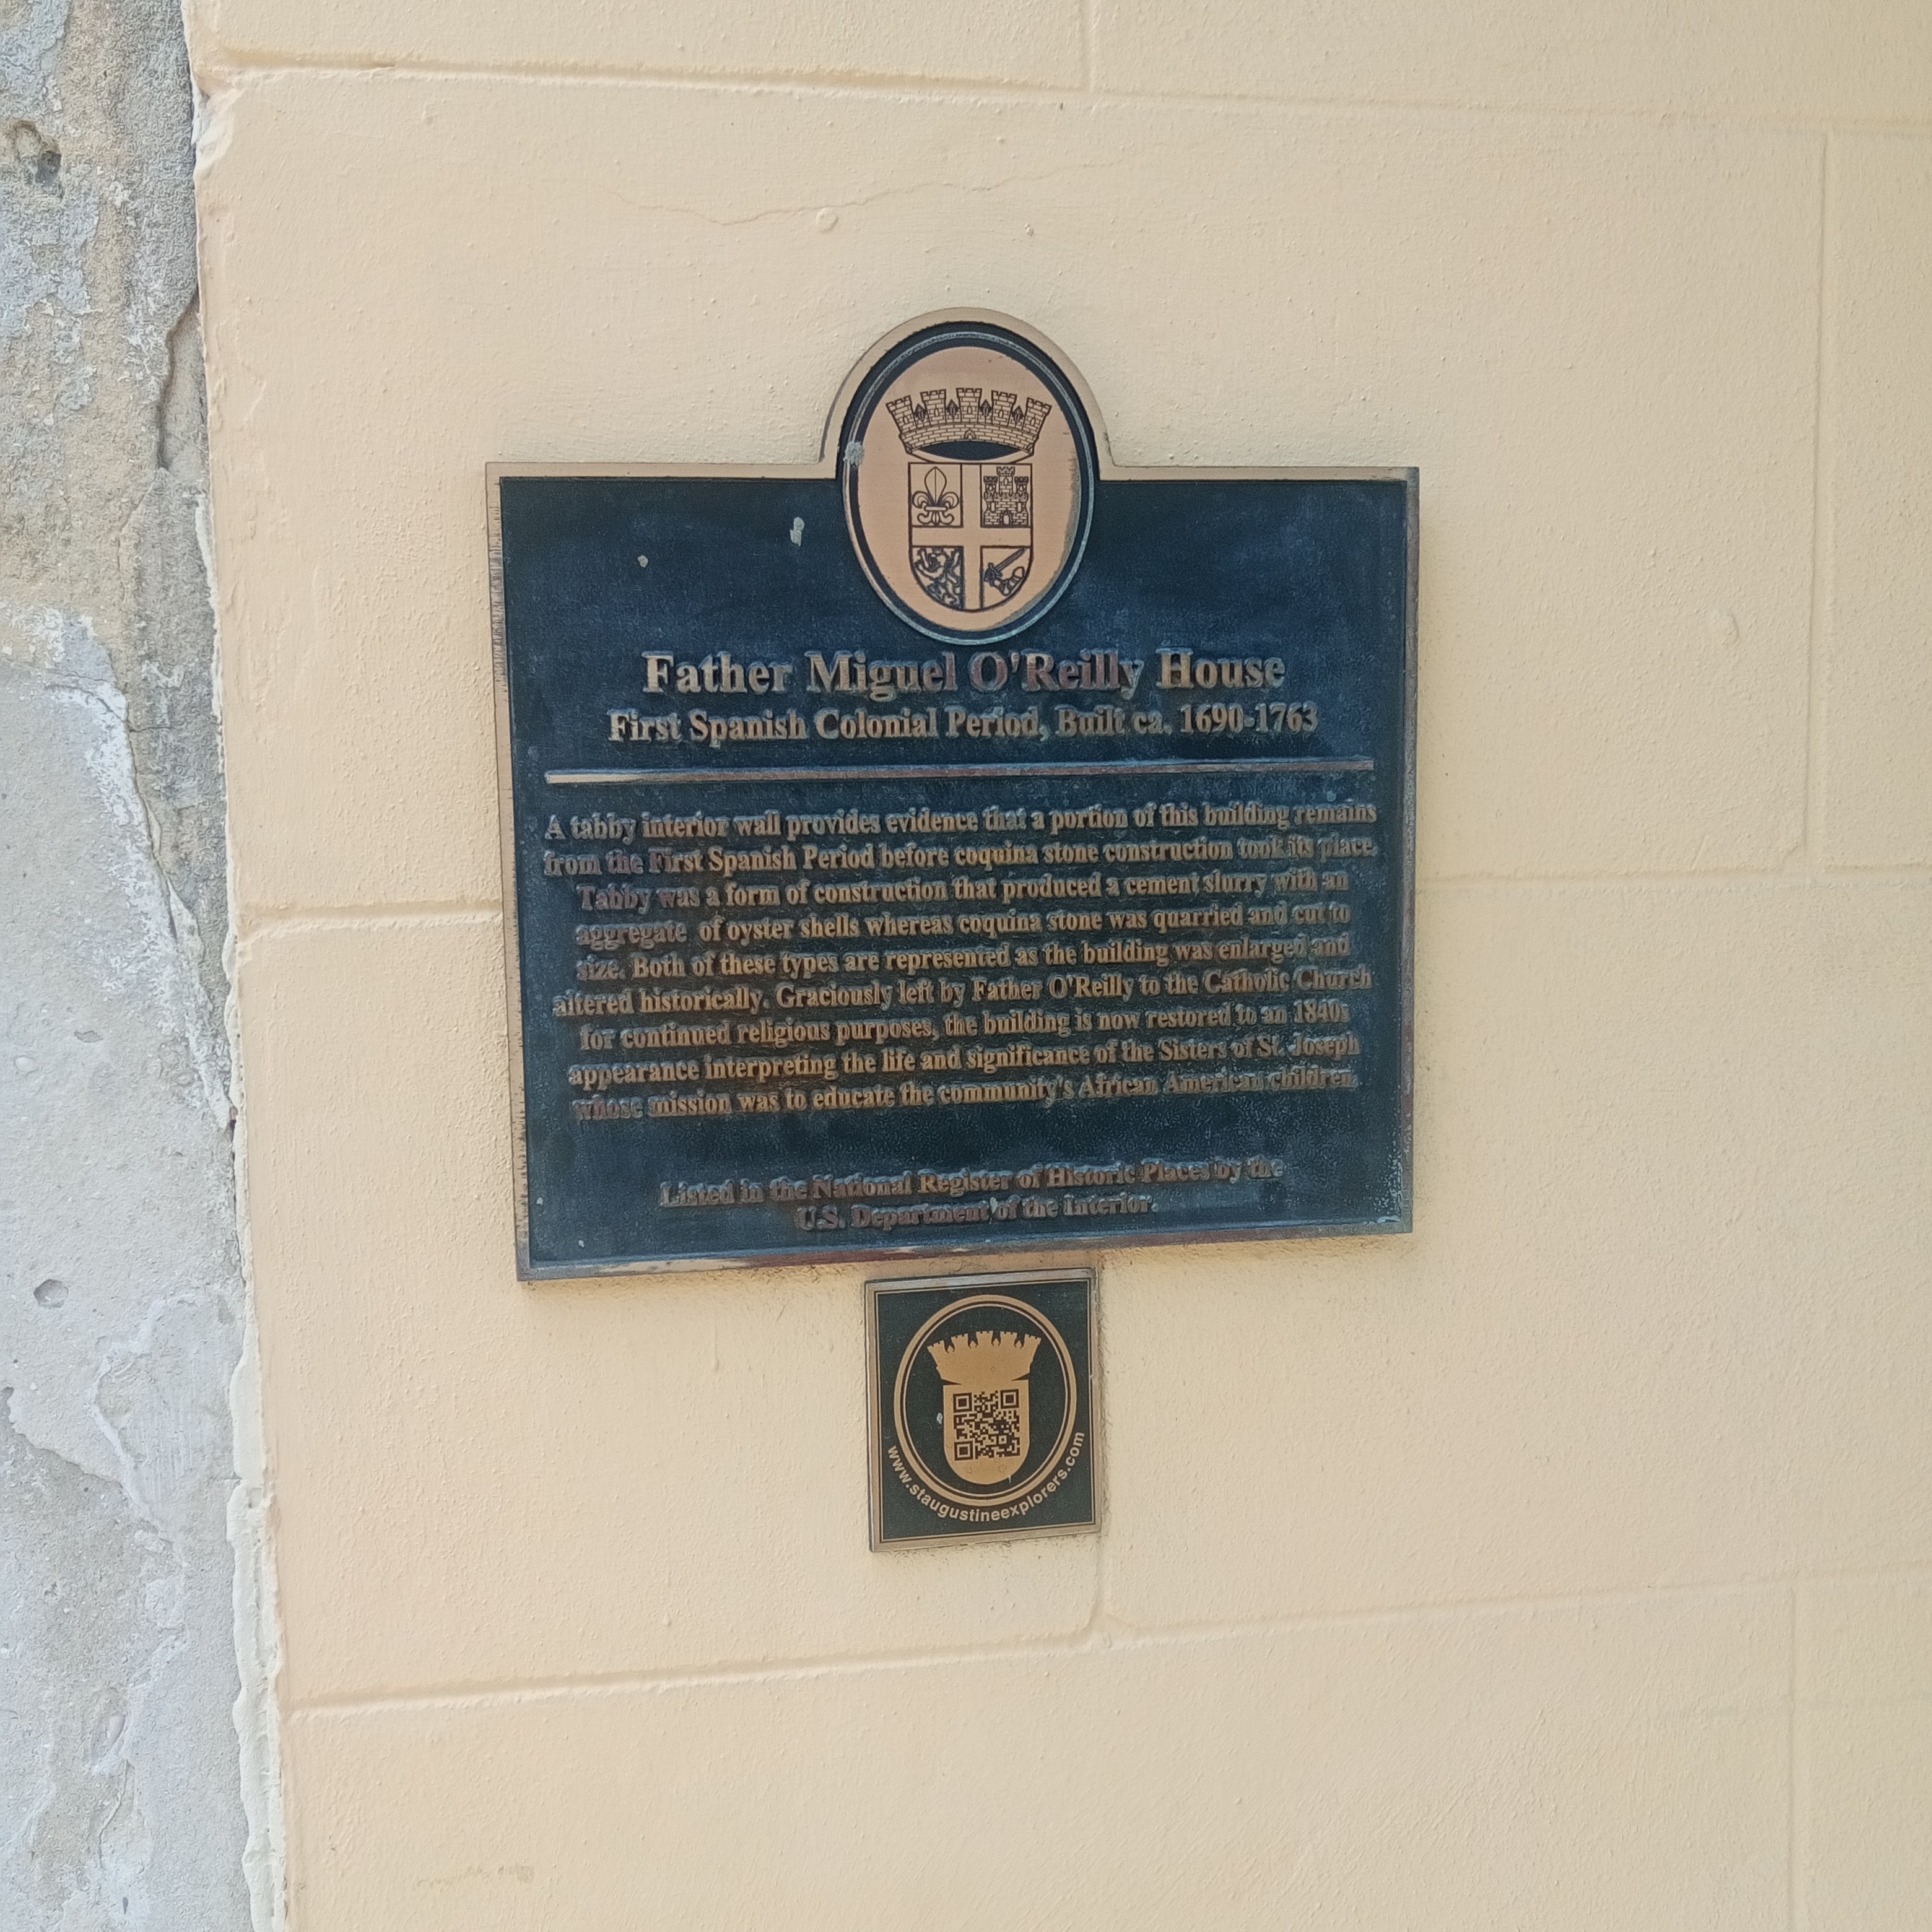 Father Miguel O'Reilly House
First Spanish Colonial Period, Built ca. 1690-1763
A tabby interior wall provides evidence that a portion of this building remains
from the First Spanish Period before coquina stone construction took its place.
Tabby was a form of construction that produced a cement slurry with an
aggregate of oyster shells whereas coquina stone was quarried and cut to
size. Both of these types are represented as the building was enlarged and
altered historically. Graciously left by Father O'Reilly to the Catholic Church
for continued religious purposes, the building is now restored to an 1840s
appearance interpreting the life and significance of the Sisters of St. Joseph
whose mission was to educate the community's African American children.
Listed in the National Register of Historic Places by the
U.S. Department of the Interior.
www.staugustineexplorers.com